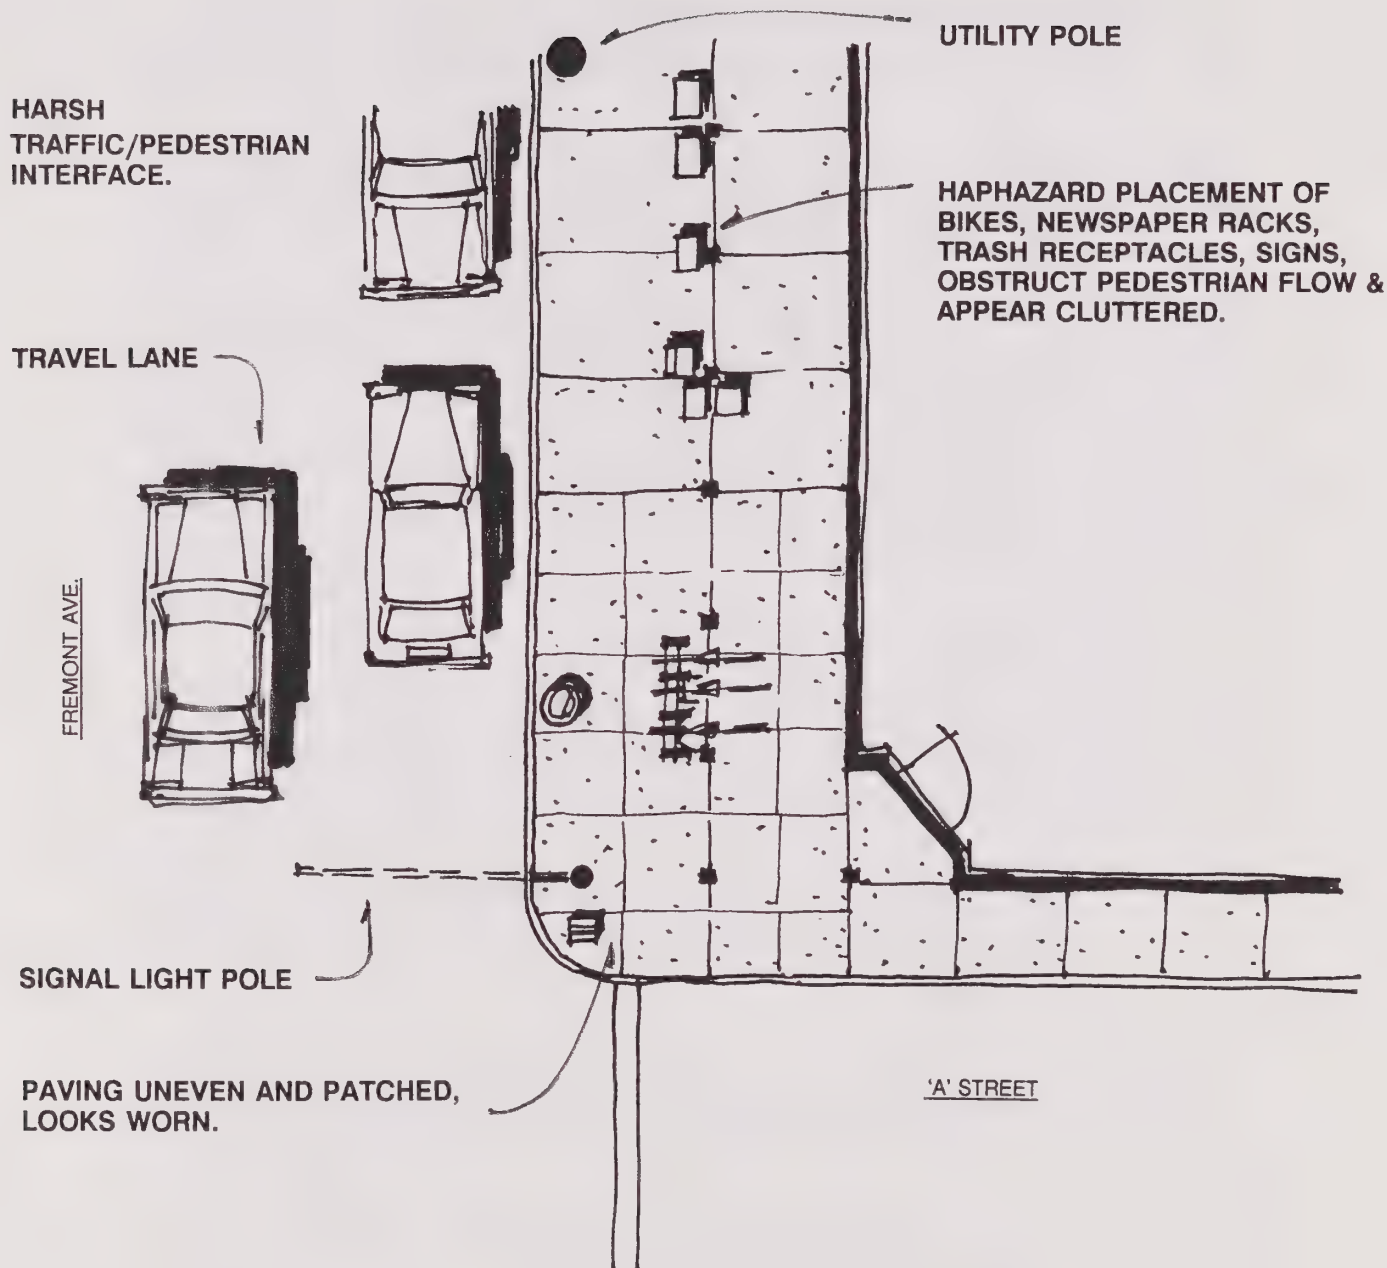 UTILITY POLE
HARSH
TRAFFIC/PEDESTRIAN
INTERFACE.
HAPHAZARD PLACEMENT OF
BIKES, NEWSPAPER RACKS,
TRASH RECEPTACLES, SIGNS,
OBSTRUCT PEDESTRIAN FLOW &
APPEAR CLUTTERED.
TRAVEL LANE
FREMONT AVE.
SIGNAL LIGHT POLE
PAVING UNEVEN AND PATCHED,
LOOKS WORN.
'A' STREET